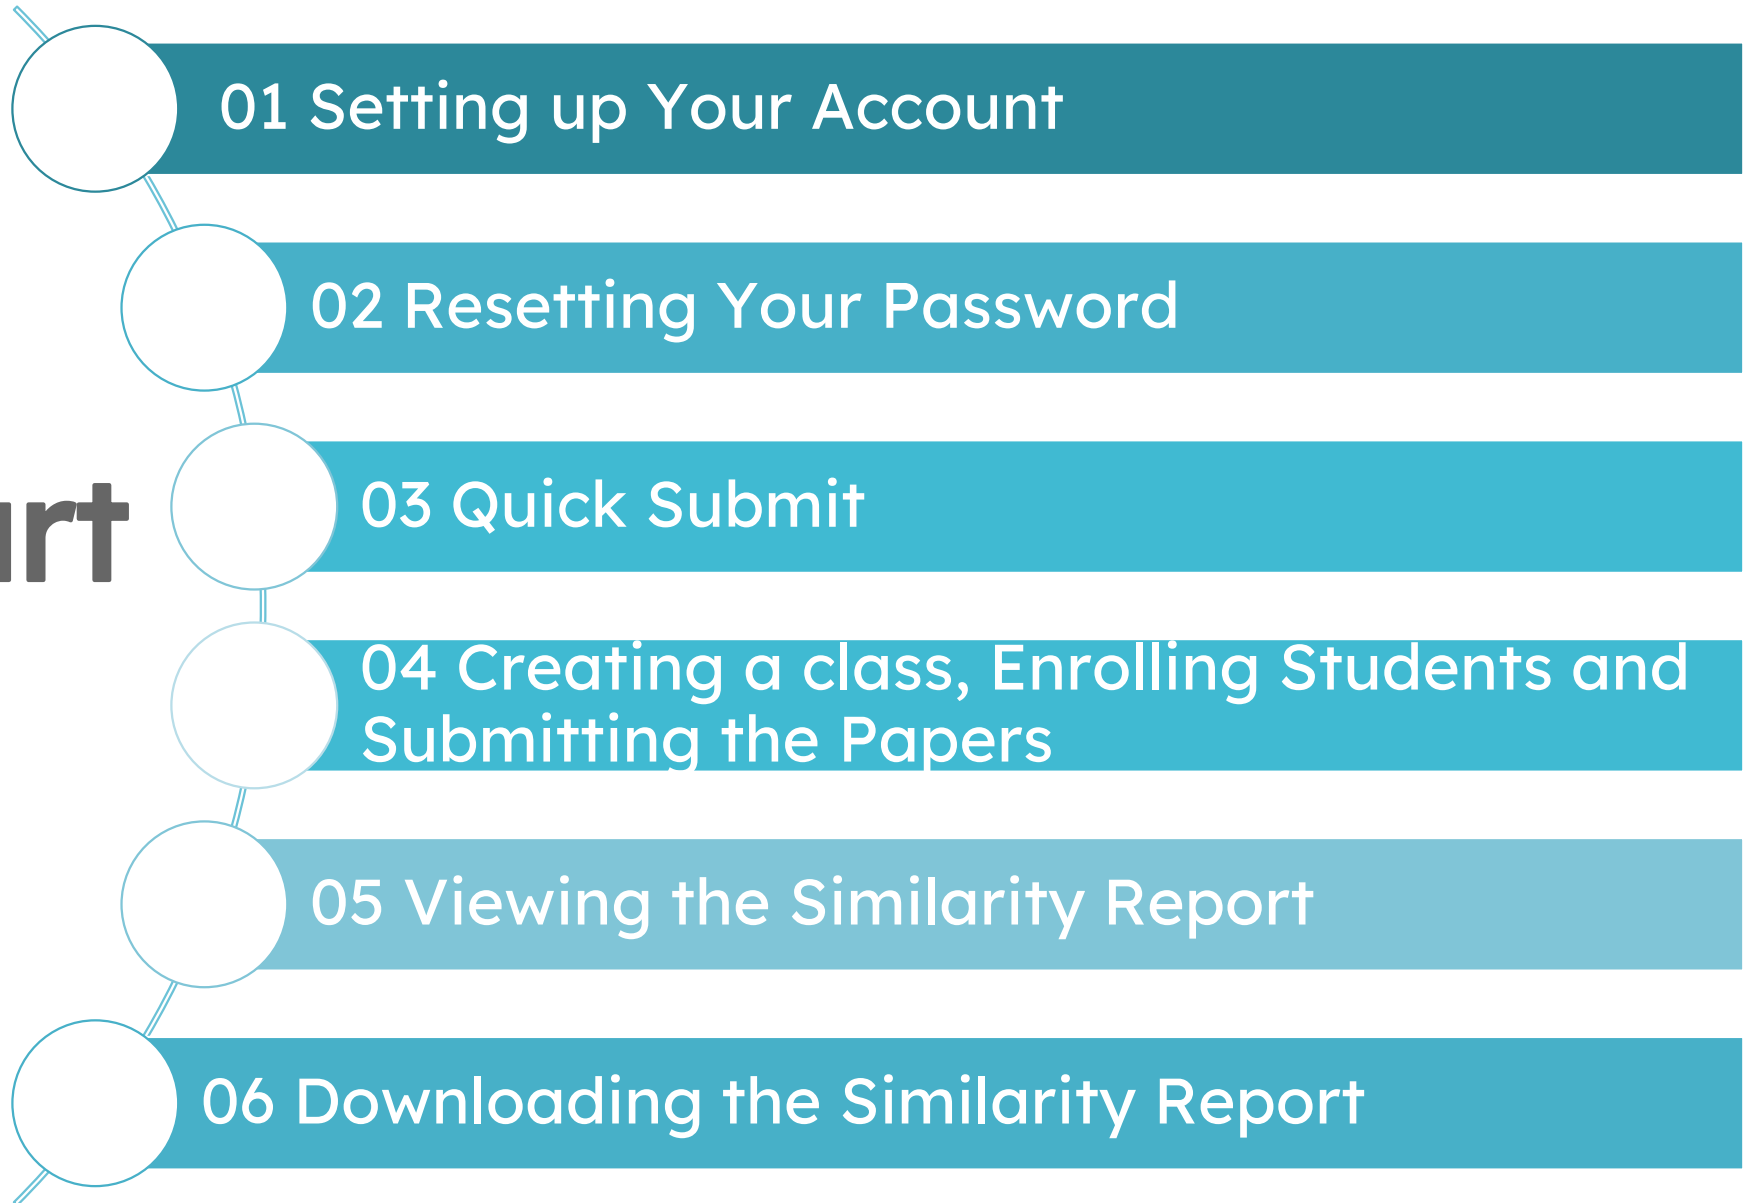 01 Setting up Your Account
02 Resetting Your Password
03 Quick Submit
04 Creating a class, Enrolling Students and
Submitting the Papers
05 Viewing the Similarity Report
06 Downloading the Similarity Report